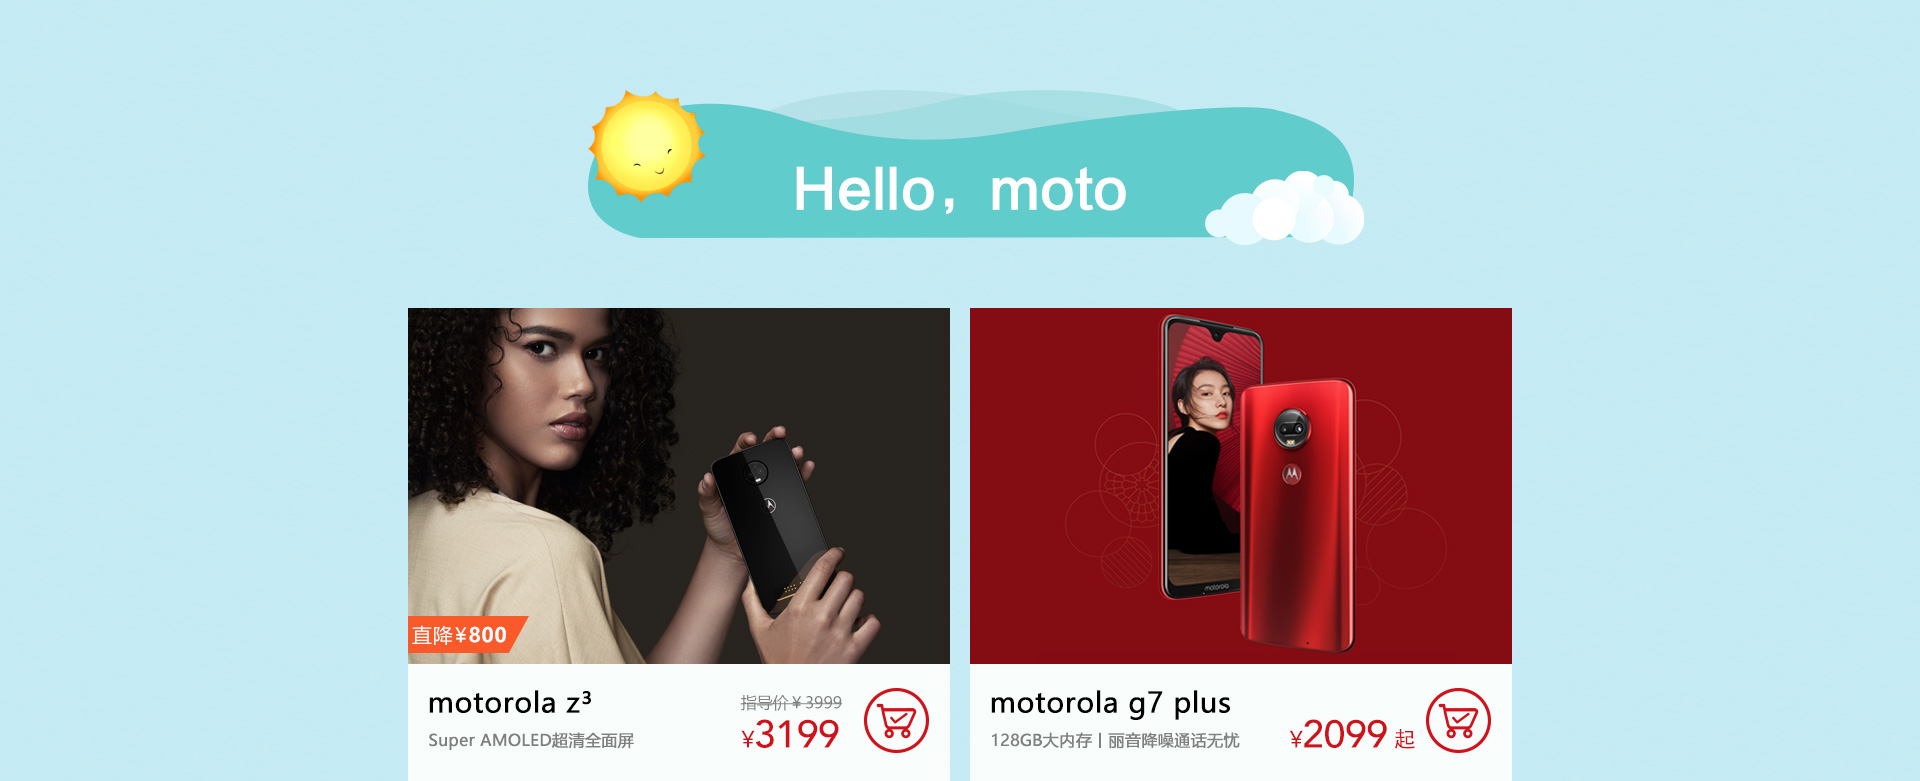 Hello，moto
直降¥800
motorola z³
指导价¥3999
¥3199
Super AMOLED超清全面屏
motorola
motorola g7 plus
¥2099 起
128GB大内存丨丽音降噪通话无忧